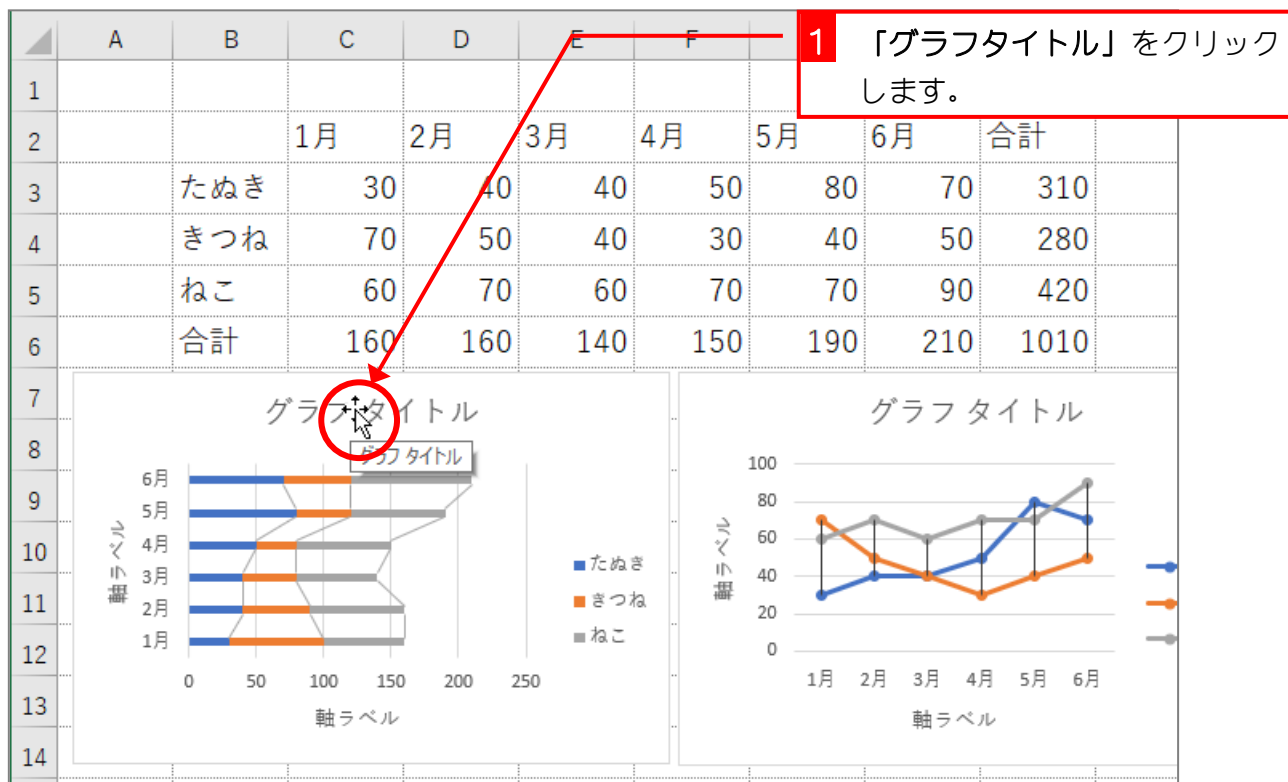 A B C D E F
1 「グラフタイトル」をクリック
します。
1
2 1月 2月 3月 4月 5月 6月 合計
3 たぬき 30 40 40 50 80 70 310
4 きつね 70 50 40 30 40 50 280
5 ねこ 60 70 60 70 70 90 420
6 合計 160 160 140 150 190 210 1010
7
8
9
10
11
12
13
14
グラフ タイトル
グラフ タイトル
6月
5月
4月
3月
2月
1月
軸ラベル
0 50 100 150 200 250
軸ラベル
たぬき
きつね
ねこ
グラフ タイトル
100
80
60
40
20
0
軸ラベル
1月 2月 3月 4月 5月 6月
軸ラベル